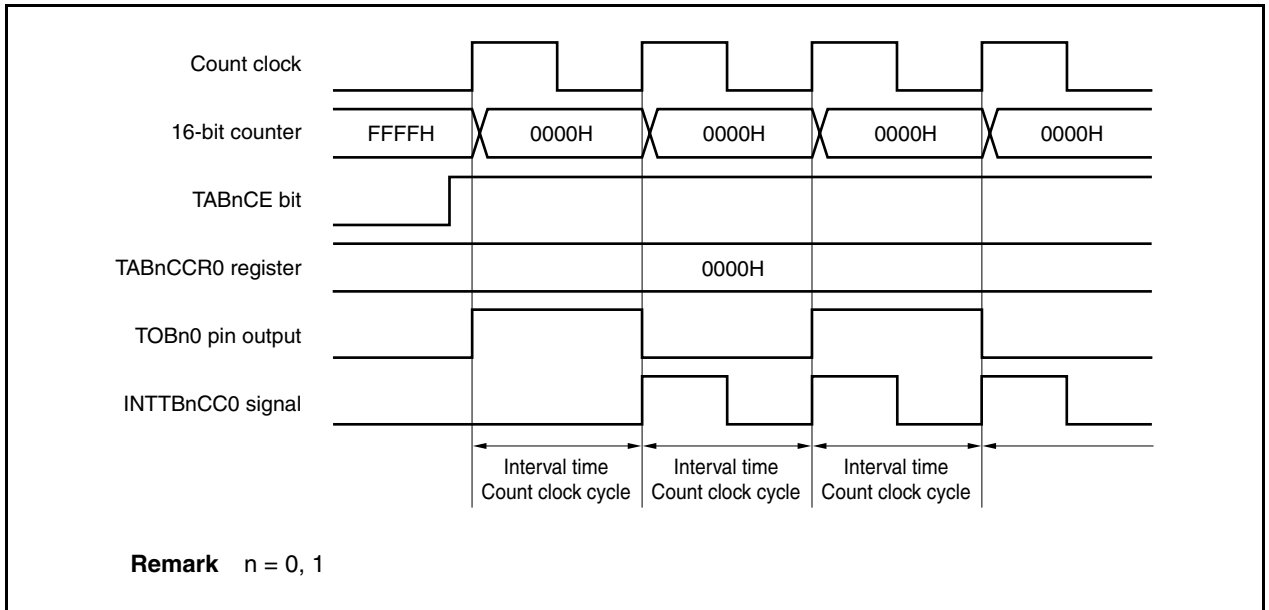 Count clock
16-bit counter FFFFH 0000H 0000H 0000H 0000H
TABnCE bit
TABnCCR0 register 0000H
TOBn0 pin output
INTTBnCC0 signal
Interval time Interval time Interval time
Count clock cycle Count clock cycle Count clock cycle
Remark n = 0, 1